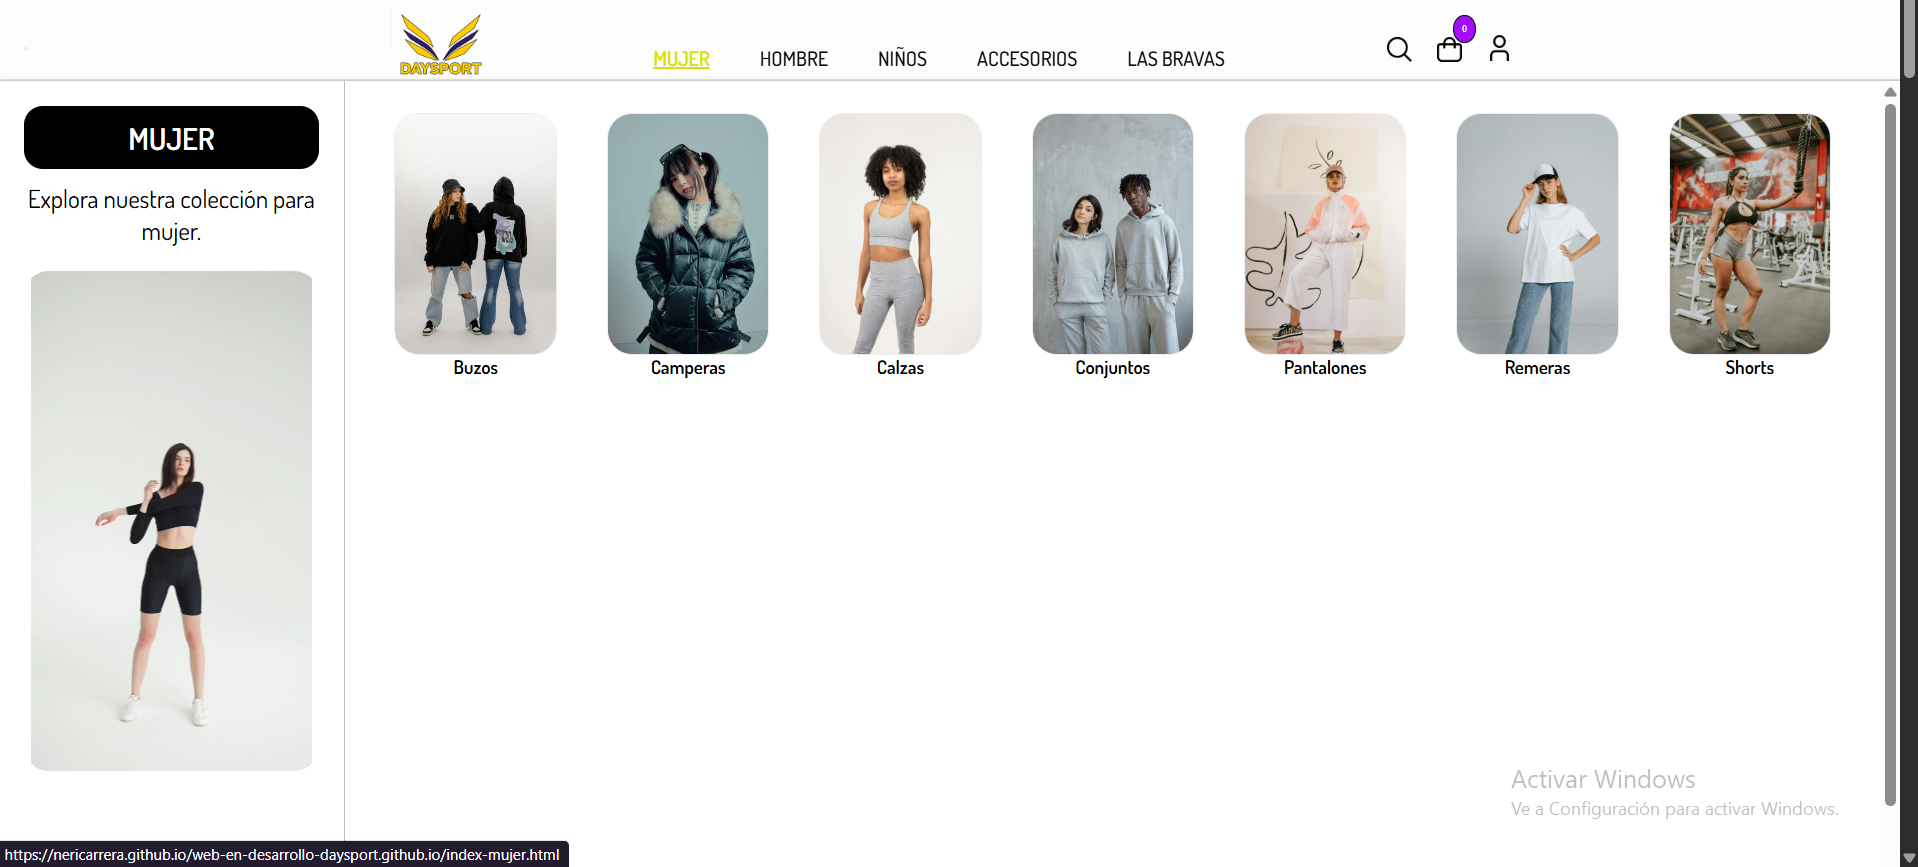 DAYSPORT
MUJER
HOMBRE
NIÑOS
ACCESORIOS
LAS BRAVAS
0
MUJER
Explora nuestra colección para
mujer.
Buzos
Camperas
Calzas
Conjuntos
Pantalones
Remeras
Shorts
Activar Windows
Ve a Configuración para activar Windows.
https://nericarrera.github.io/web-en-desarrollo-daysport.github.io/index-mujer.html